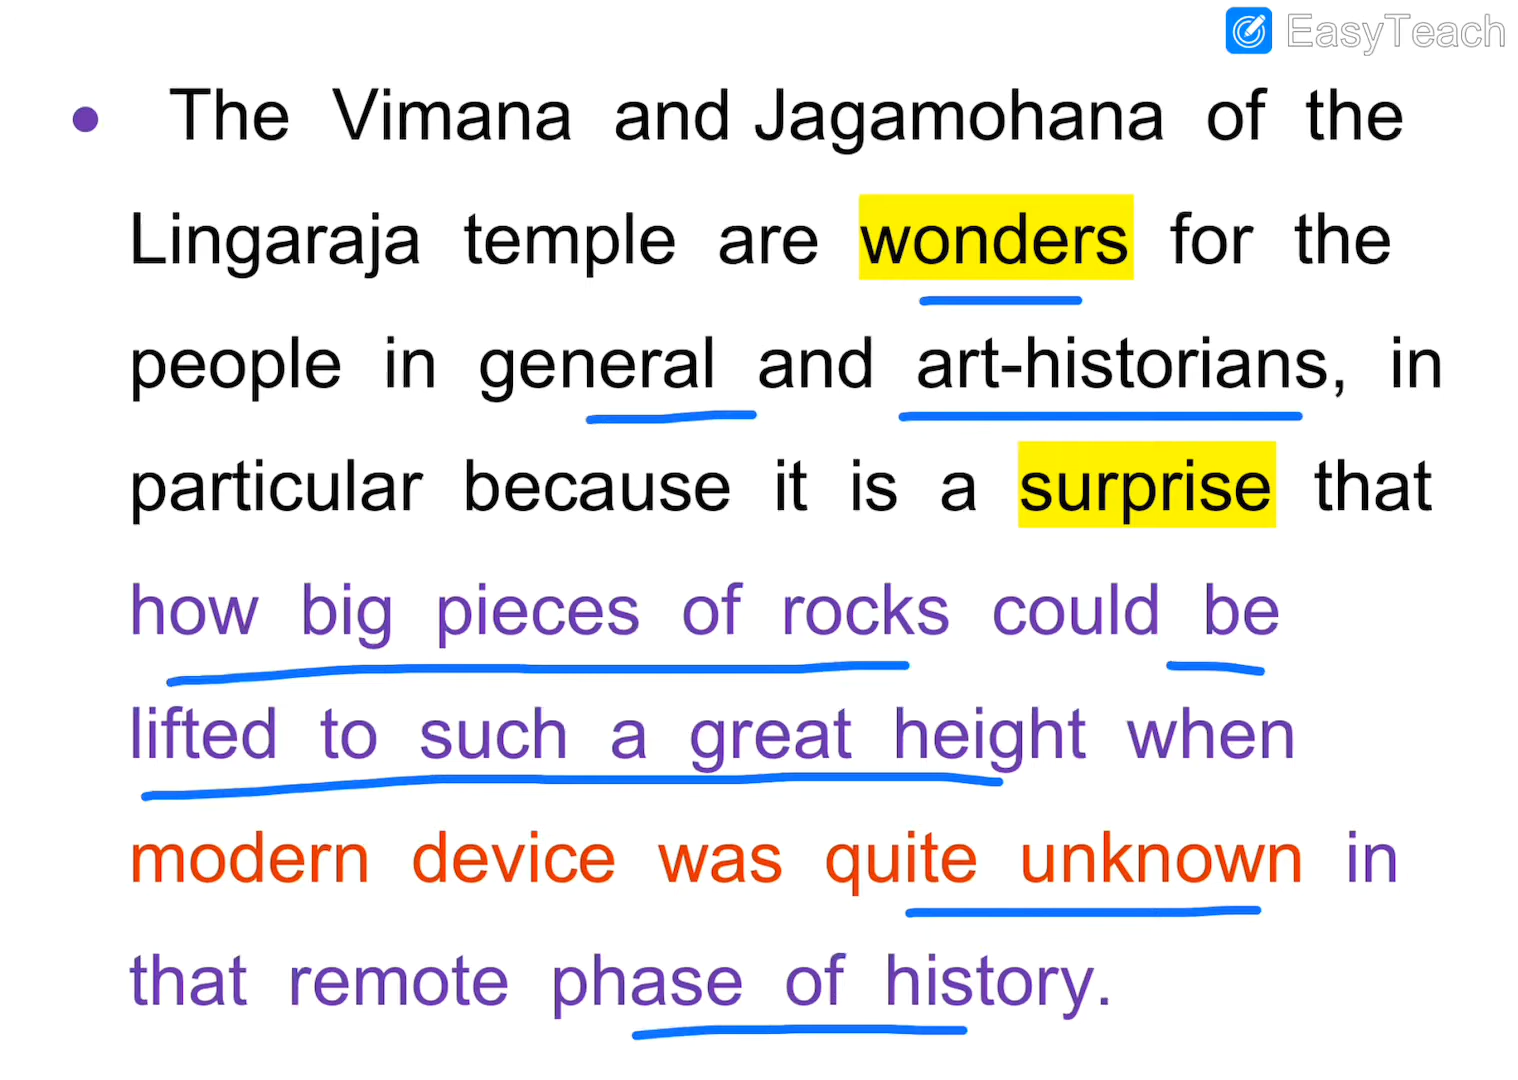 EasyTeach
• The Vimana and Jagamohana of the
Lingaraja temple are wonders for the
people in general and art-historians, in
particular because it is a surprise that
how big pieces of rocks could be
lifted to such a great height when
modern device was quite unknown in
that remote phase of history.